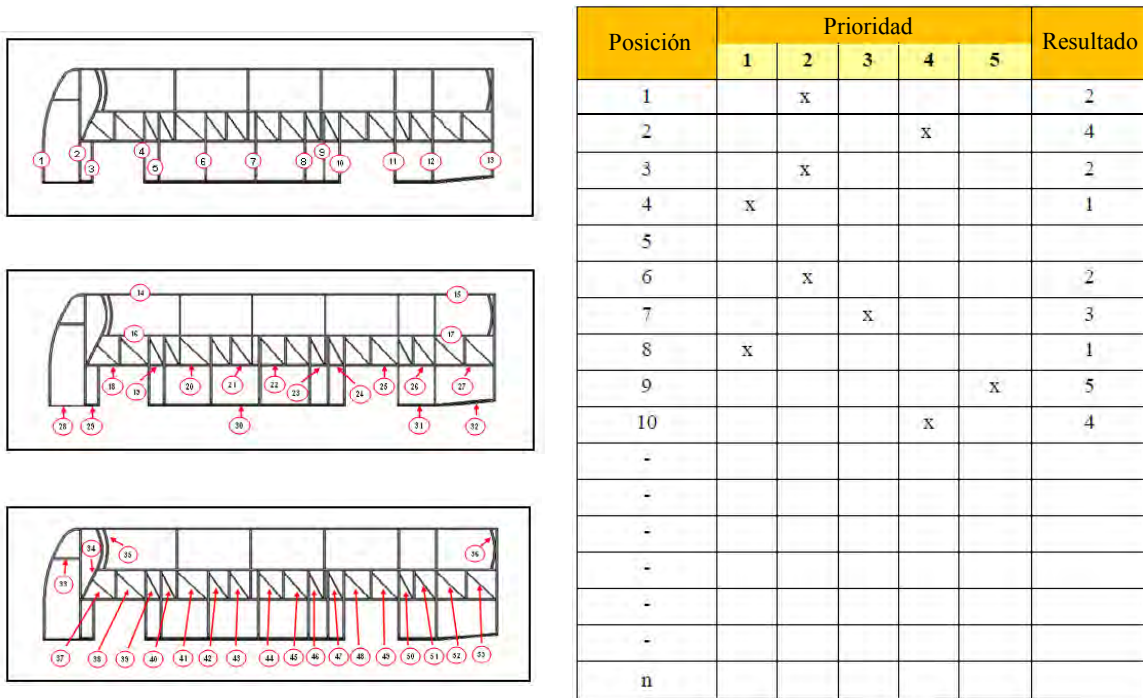 1 2 3 4 5 6 7 8 9 10 11 12 13
14 15
16 17
18 19 20 21 22 23 24 25 26 27
28 29 30 31 32
33 34 35 36
37 38 39 40 41 42 43 44 45 46 47 48 49 50 51 52 53
Posición Prioridad Resultado
1 2 3 4 5
1 x 2
2 x 4
3 x 2
4 x 1
5
6 x 2
7 x 3
8 x 1
9 x 5
10 x 4
-
-
-
-
-
-
n